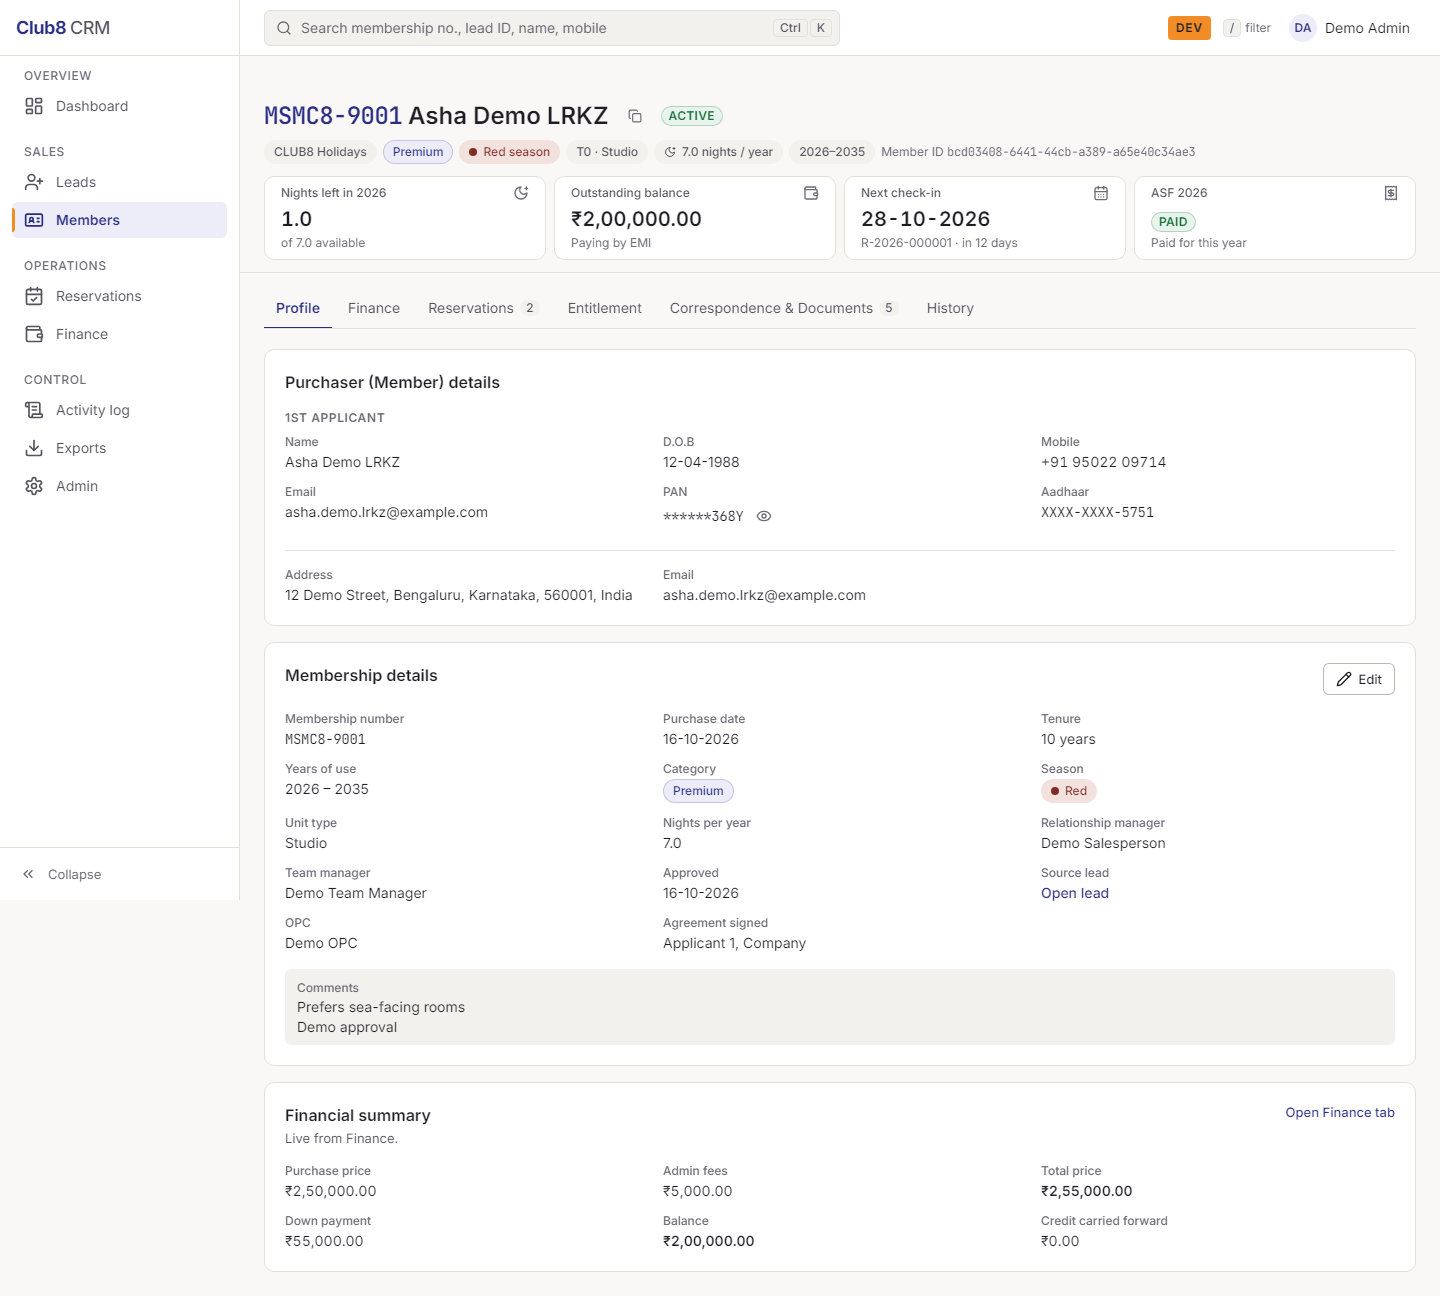 Club8 CRM
Search membership no., lead ID, name, mobile
Ctrl K
DEV
/ filter
DA Demo Admin
OVERVIEW
Dashboard
SALES
Leads
Members
OPERATIONS
Reservations
Finance
CONTROL
Activity log
Exports
Admin
Collapse
MSMC8-9001 Asha Demo LRKZ
ACTIVE
CLUB8 Holidays
Premium
Red season
T0 · Studio
7.0 nights / year
2026–2035
Member ID bcd03408-6441-44cb-a389-a65e40c34ae3
Nights left in 2026
1.0
of 7.0 available
Outstanding balance
₹2,00,000.00
Paying by EMI
Next check-in
28-10-2026
R-2026-000001 · in 12 days
ASF 2026
PAID
Paid for this year
Profile
Finance
Reservations 2
Entitlement
Correspondence & Documents 5
History
Purchaser (Member) details
1ST APPLICANT
Name
Asha Demo LRKZ
D.O.B
12-04-1988
Mobile
+91 95022 09714
Email
asha.demo.lrkz@example.com
PAN
******368Y
Aadhaar
XXXX-XXXX-5751
Address
12 Demo Street, Bengaluru, Karnataka, 560001, India
Email
asha.demo.lrkz@example.com
Membership details
Edit
Membership number
MSMC8-9001
Purchase date
16-10-2026
Tenure
10 years
Years of use
2026 – 2035
Category
Premium
Season
Red
Unit type
Studio
Nights per year
7.0
Relationship manager
Demo Salesperson
Team manager
Demo Team Manager
Approved
16-10-2026
Source lead
Open lead
OPC
Demo OPC
Agreement signed
Applicant 1, Company
Comments
Prefers sea-facing rooms
Demo approval
Financial summary
Open Finance tab
Live from Finance.
Purchase price
₹2,50,000.00
Admin fees
₹5,000.00
Total price
₹2,55,000.00
Down payment
₹55,000.00
Balance
₹2,00,000.00
Credit carried forward
₹0.00